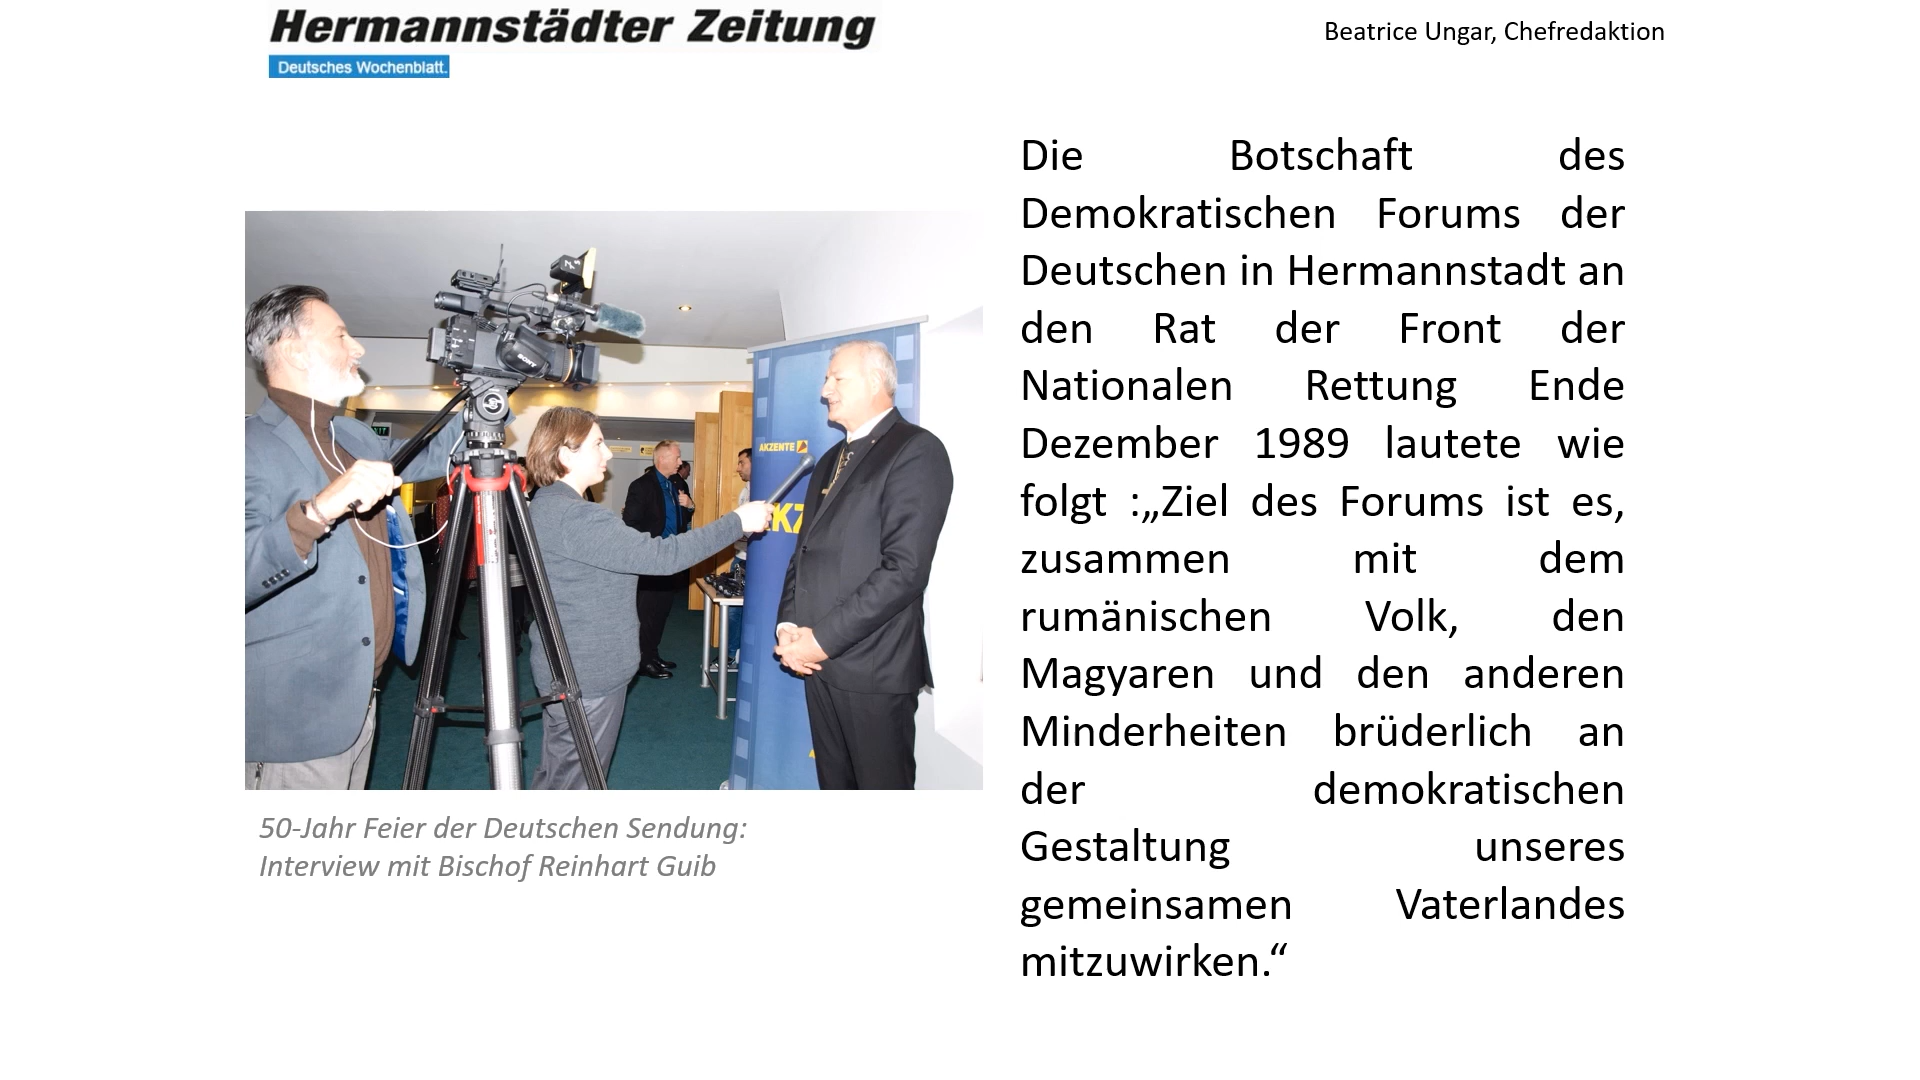 Hermannstädter Zeitung
Deutsches Wochenblatt.
Beatrice Ungar, Chefredaktion
SONY
AKZENTE
KZ
50-Jahr Feier der Deutschen Sendung:
Interview mit Bischof Reinhart Guib
Die Botschaft des
Demokratischen Forums der
Deutschen in Hermannstadt an
den Rat der Front der
Nationalen Rettung Ende
Dezember 1989 lautete wie
folgt :„Ziel des Forums ist es,
zusammen mit dem
rumänischen Volk, den
Magyaren und den anderen
Minderheiten brüderlich an
der demokratischen
Gestaltung unseres
gemeinsamen Vaterlandes
mitzuwirken.“